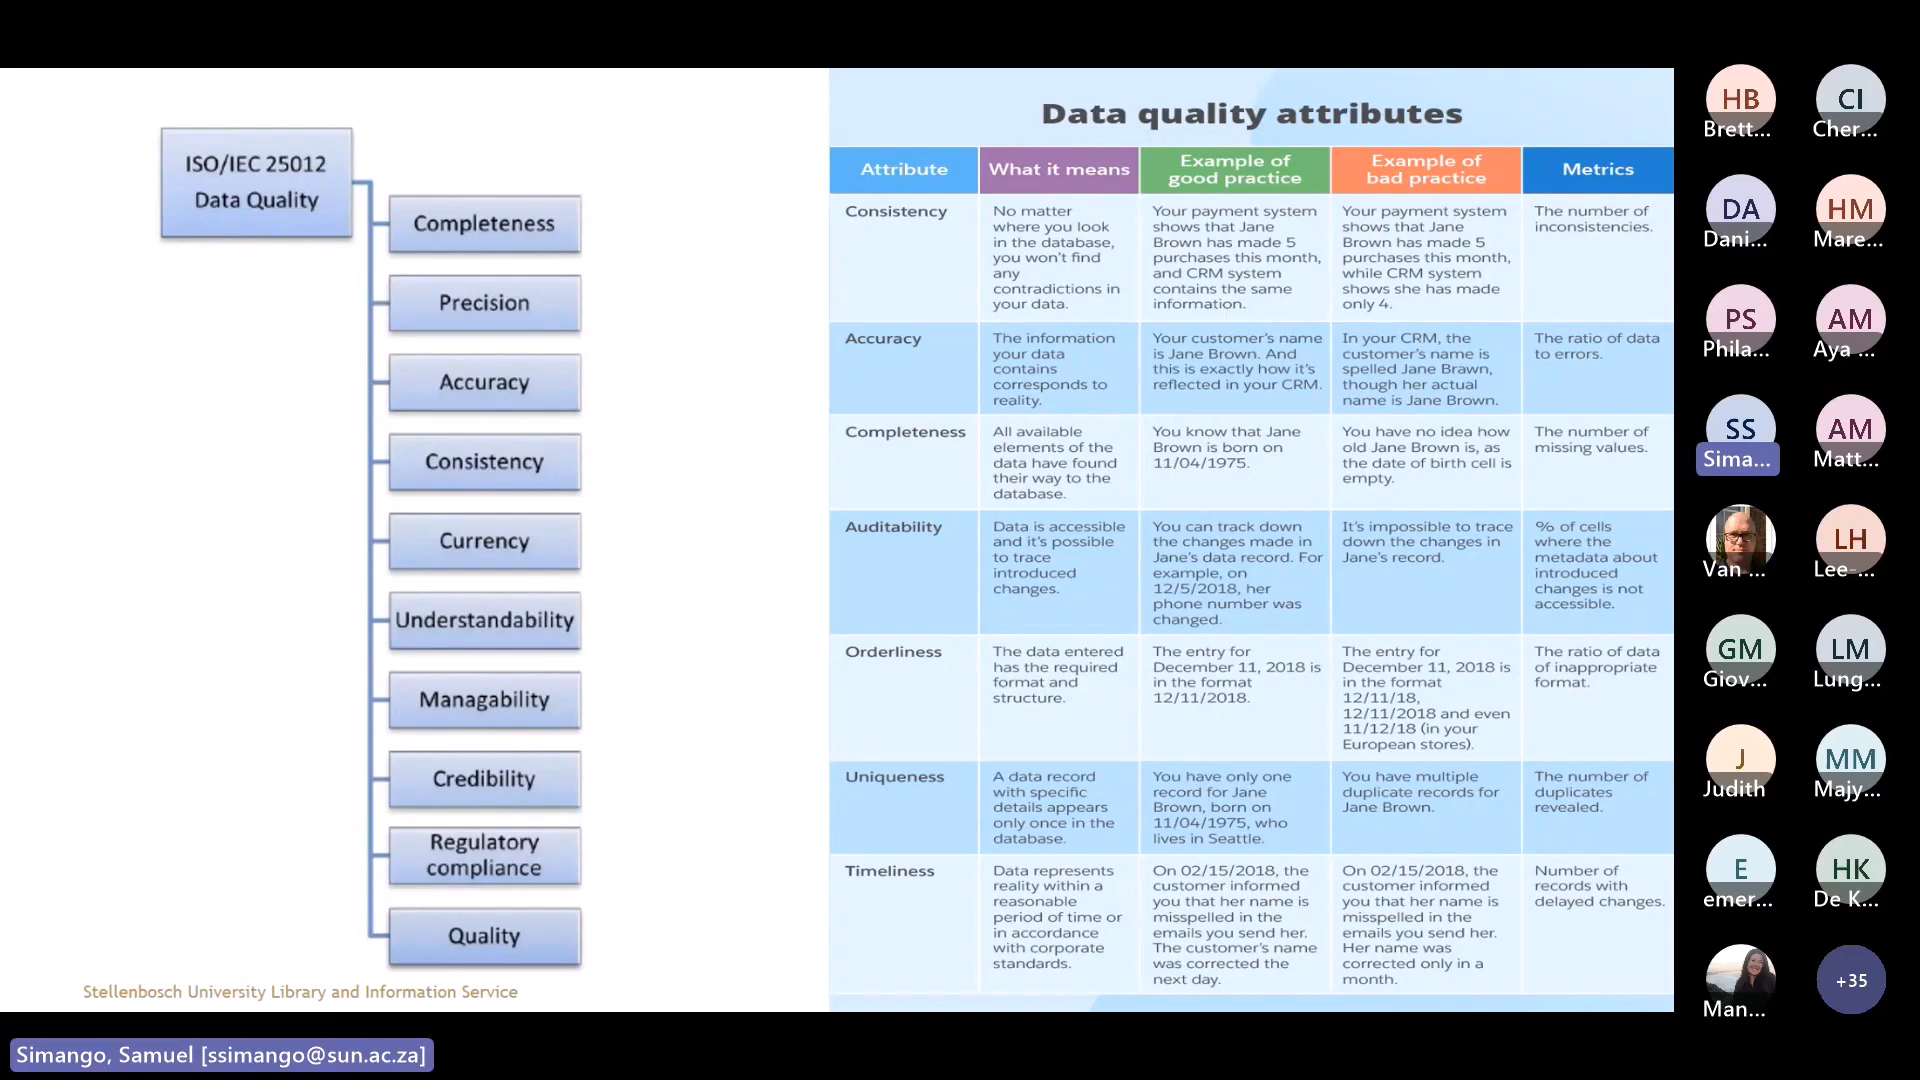 ISO/IEC 25012
Data Quality
Completeness
Precision
Accuracy
Consistency
Currency
Understandability
Managability
Credibility
Regulatory
compliance
Quality
Stellenbosch University Library and Information Service
Data quality attributes
Attribute
What it means
Example of
good practice
Example of
bad practice
Metrics
Consistency
No matter
where you look
in the database,
you won't find
any
contradictions in
your data.
Your payment system
shows that Jane
Brown has made 5
purchases this month,
and CRM system
contains the same
information.
Your payment system
shows that Jane
Brown has made 5
purchases this month,
while CRM system
shows she has made
only 4.
The number of
inconsistencies.
Accuracy
The information
your data
contains
corresponds to
reality.
Your customer's name
is Jane Brown. And
this is exactly how it's
reflected in your CRM.
In your CRM, the
customer's name is
spelled Jane Brawn,
though her actual
name is Jane Brown.
The ratio of data
to errors.
Completeness
All available
elements of the
data have found
their way to the
database.
You know that Jane
Brown is born on
11/04/1975.
You have no idea how
old Jane Brown is, as
the date of birth cell is
empty.
The number of
missing values.
Auditability
Data is accessible
and it's possible
to trace
introduced
changes.
You can track down
the changes made in
Jane's data record. For
example, on
12/5/2018, her
phone number was
changed.
It's impossible to trace
down the changes in
Jane's record.
% of cells
where the
metadata about
introduced
changes is not
accessible.
Orderliness
The data entered
has the required
format and
structure.
The entry for
December 11, 2018 is
in the format
12/11/2018.
The entry for
December 11, 2018 is
in the format
12/11/18,
12/11/2018 and even
11/12/18 (in your
European stores).
The ratio of data
of inappropriate
format.
Uniqueness
A data record
with specific
details appears
only once in the
database.
You have only one
record for Jane
Brown, born on
11/04/1975, who
lives in Seattle.
You have multiple
duplicate records for
Jane Brown.
The number of
duplicates
revealed.
Timeliness
Data represents
reality within a
reasonable
period of time or
in accordance
with corporate
standards.
On 02/15/2018, the
customer informed
you that her name is
misspelled in the
emails you send her.
The customer's name
was corrected the
next day.
On 02/15/2018, the
customer informed
you that her name is
misspelled in the
emails you send her.
Her name was
corrected only in a
month.
Number of
records with
delayed changes.
HB
Brett...
CI
Cher...
DA
Dani...
HM
Mare...
PS
Phila...
AM
Aya ...
SS
Sima...
AM
Matt...
Van ...
LH
Lee-...
GM
Giov...
LM
Lung...
J
Judith
MM
Majy...
E
emer...
HK
De K...
Man...
+35
Simango, Samuel [ssimango@sun.ac.za]